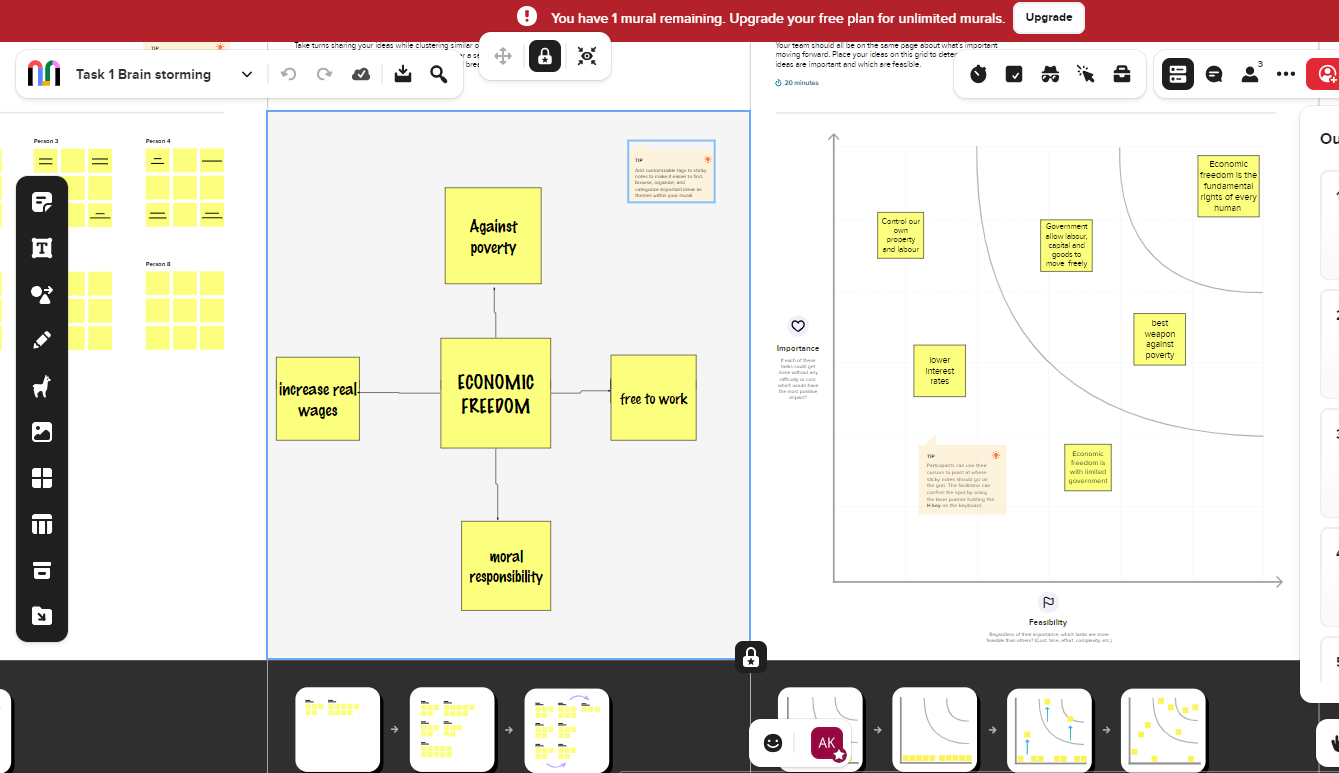 You have 1 mural remaining. Upgrade your free plan for unlimited murals.
Upgrade
TIP
Take turns sharing your ideas while clustering similar o
Your team should all be on the same page about what's important
moving forward. Place your ideas on this grid to deter
ideas are important and which are feasible.
20 minutes
Task 1 Brain storming
3
Ou
Person 3
Person 4
Person 8
TIP
Add customizable tags to sticky
notes to make it easier to find,
browse, organize, and
categorize important ideas as
themes within your mural.
Against
poverty
increase real
wages
ECONOMIC
FREEDOM
free to work
moral
responsibility
Economic
freedom is the
fundamental
rights of every
human
Control our
own
property
and labour
Government
allow labour,
capital and
goods to
move freely
best
weapon
against
poverty
lower
interest
rates
Economic
freedom is
with limited
government
Importance
If each of these
tasks could get
done without any
difficulty or cost,
which would have
the most positive
impact?
TIP
Participants can use their
cursors to point at where
sticky notes should go on
the grid. The facilitator can
confirm the spot by using
the laser pointer holding the
H key on the keyboard.
Feasibility
Regardless of their importance, which tasks are more
feasible than others? (Cost, time, effort, complexity, etc.)
AK